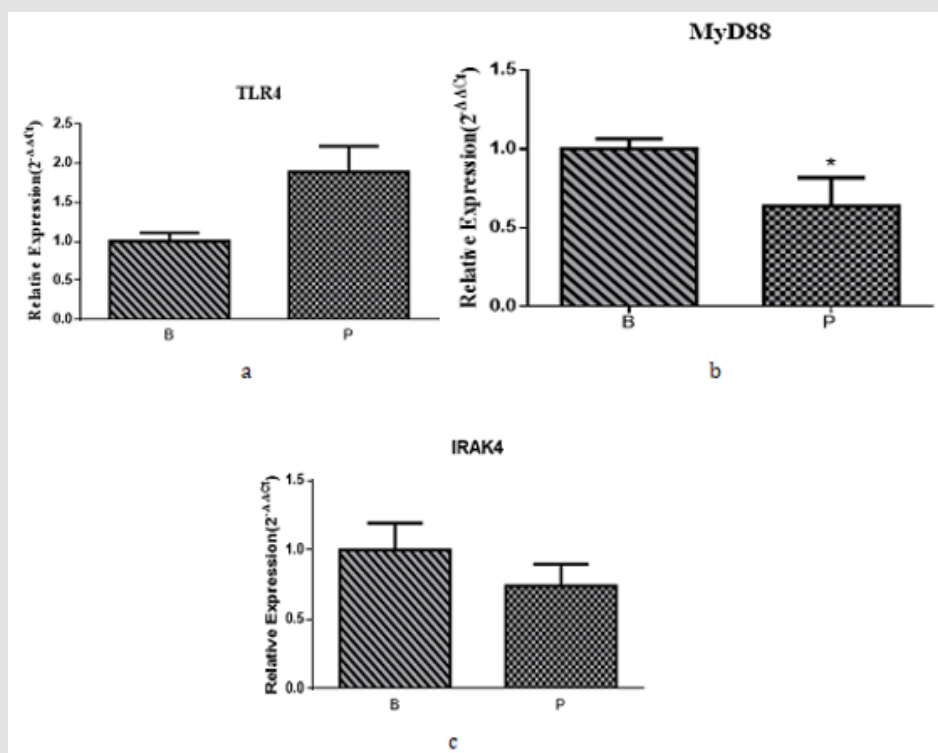 TLR4
Relative Expression(2^-ΔΔCt)
2.5
2.0
1.5
1.0
0.5
0.0
B P
a
MyD88
Relative Expression(2^-ΔΔCt)
1.5
1.0
0.5
0.0
*
B P
b
IRAK4
Relative Expression(2^-ΔΔCt)
1.5
1.0
0.5
0.0
B P
c